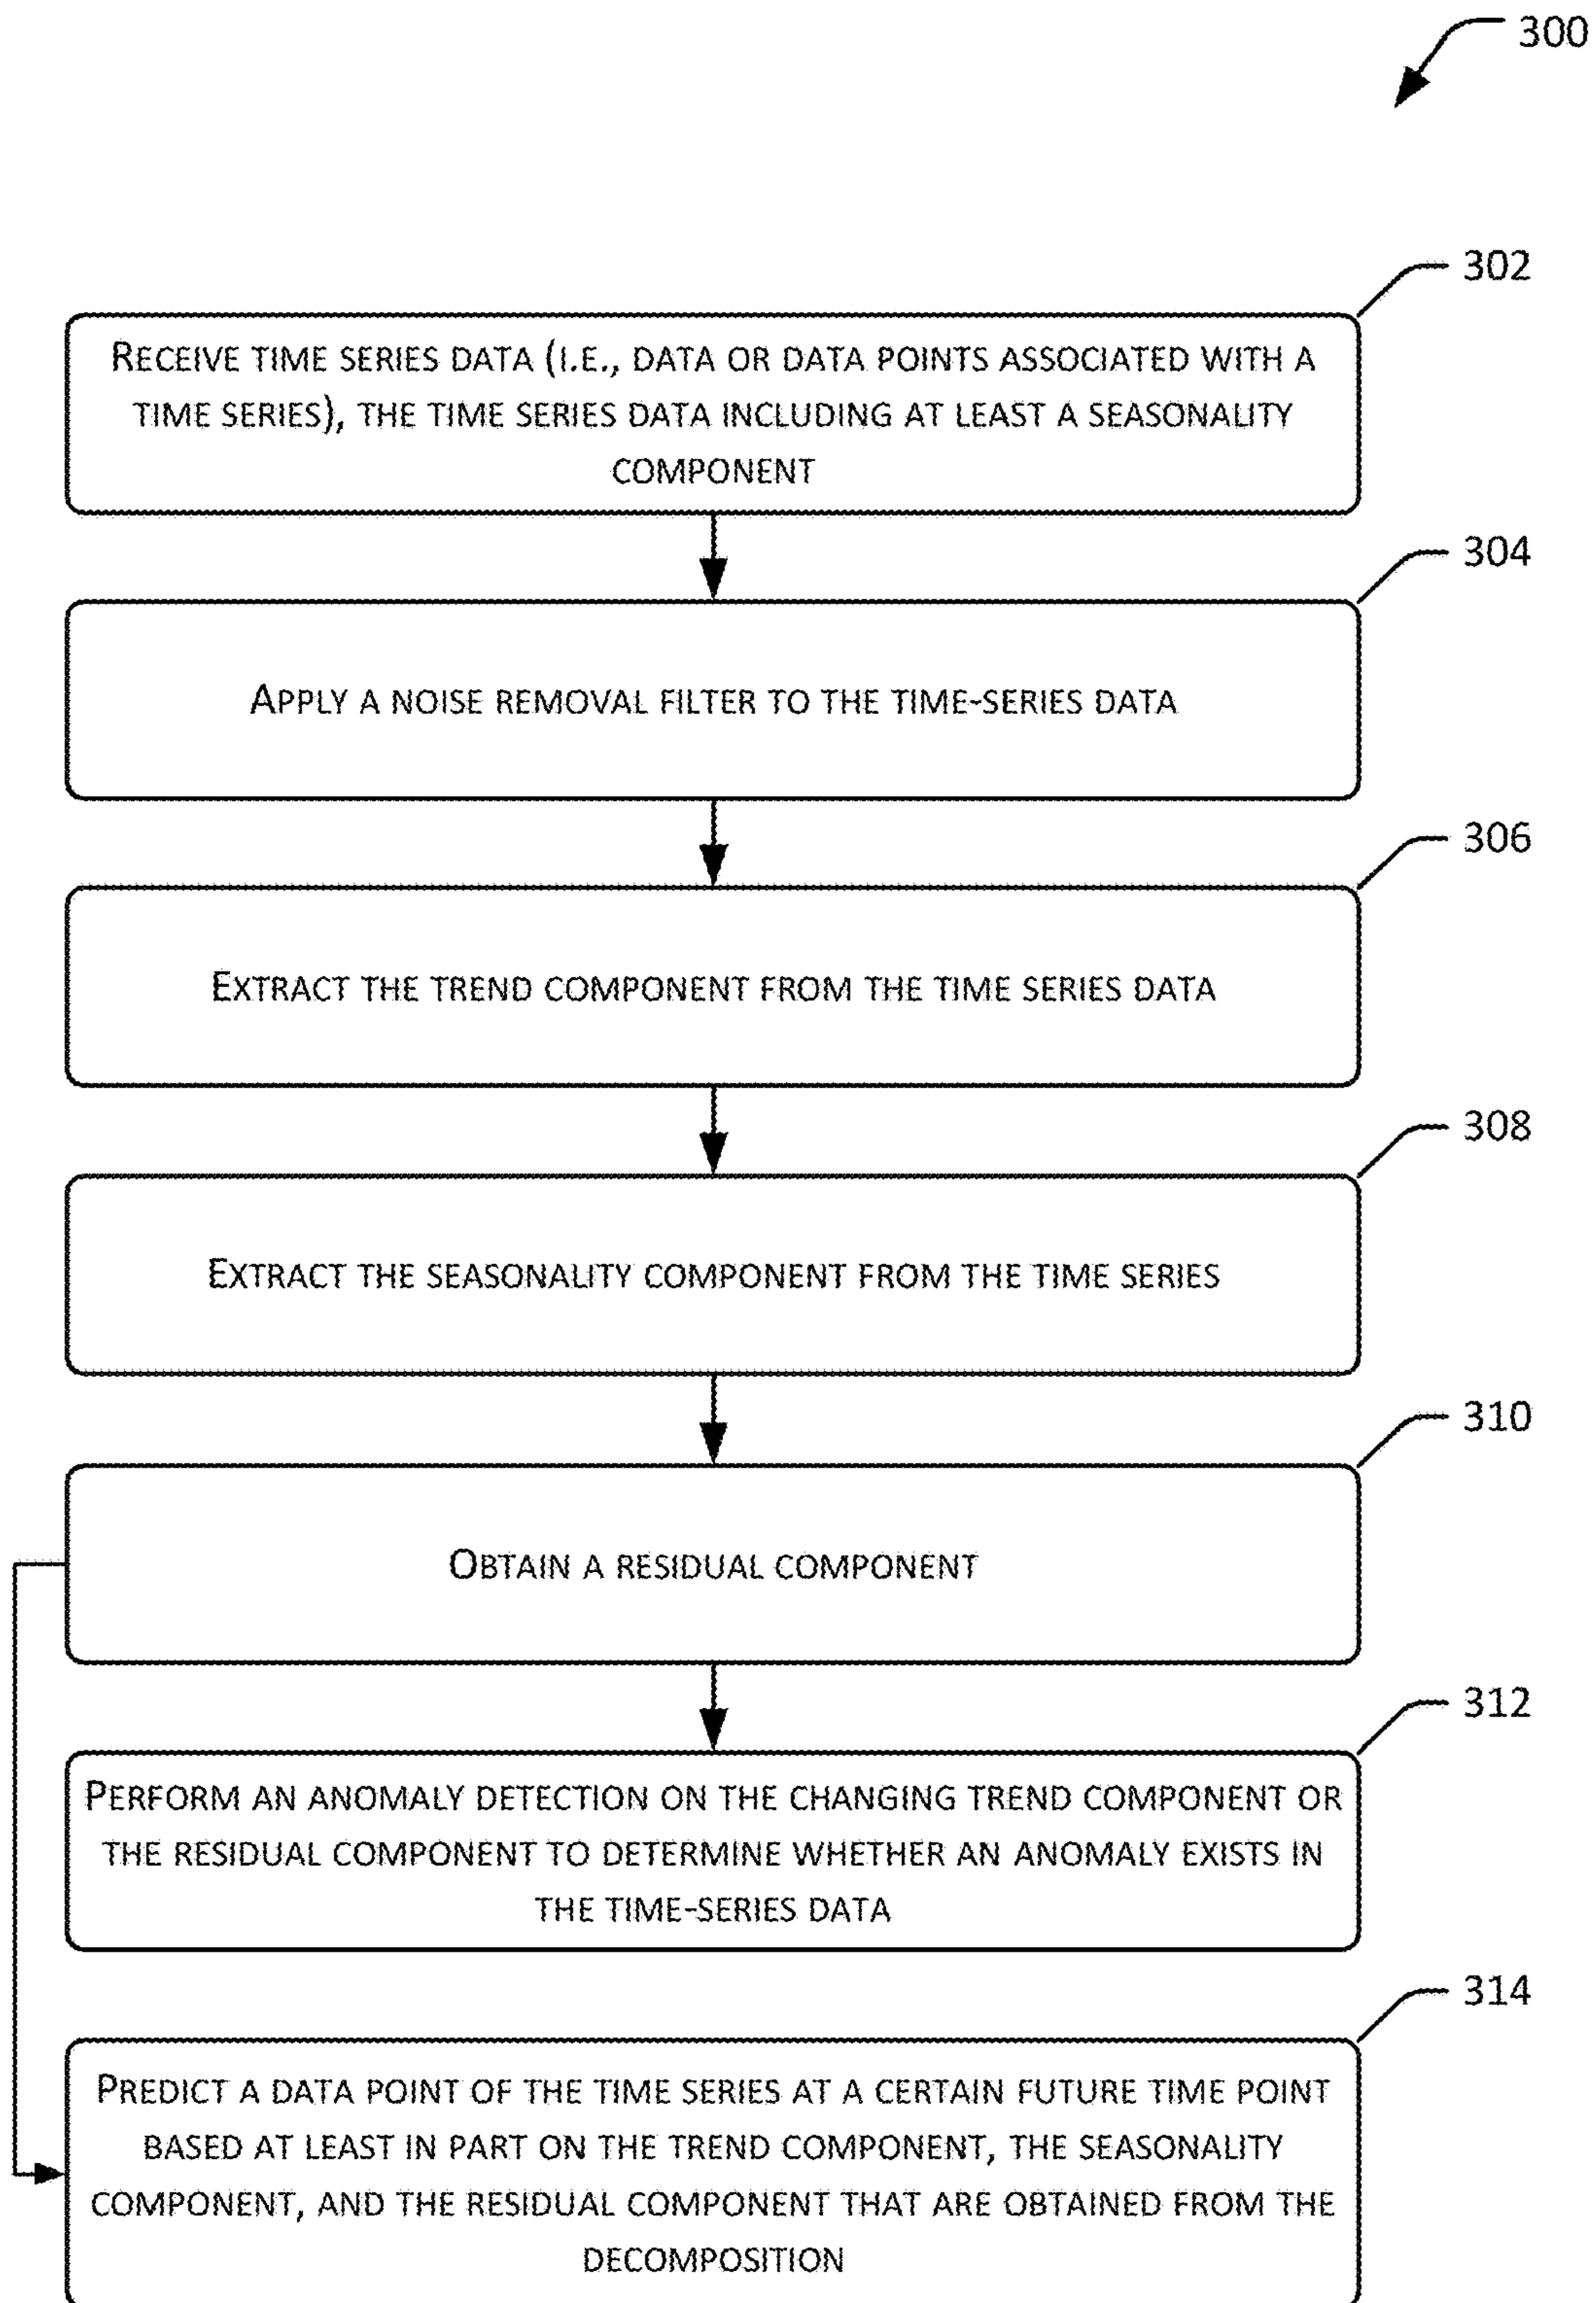 300
302
RECEIVE TIME SERIES DATA (I.E., DATA OR DATA POINTS ASSOCIATED WITH A
TIME SERIES), THE TIME SERIES DATA INCLUDING AT LEAST A SEASONALITY
COMPONENT
304
APPLY A NOISE REMOVAL FILTER TO THE TIME-SERIES DATA
306
EXTRACT THE TREND COMPONENT FROM THE TIME SERIES DATA
308
EXTRACT THE SEASONALITY COMPONENT FROM THE TIME SERIES
310
OBTAIN A RESIDUAL COMPONENT
312
PERFORM AN ANOMALY DETECTION ON THE CHANGING TREND COMPONENT OR
THE RESIDUAL COMPONENT TO DETERMINE WHETHER AN ANOMALY EXISTS IN
THE TIME-SERIES DATA
314
PREDICT A DATA POINT OF THE TIME SERIES AT A CERTAIN FUTURE TIME POINT
BASED AT LEAST IN PART ON THE TREND COMPONENT, THE SEASONALITY
COMPONENT, AND THE RESIDUAL COMPONENT THAT ARE OBTAINED FROM THE
DECOMPOSITION